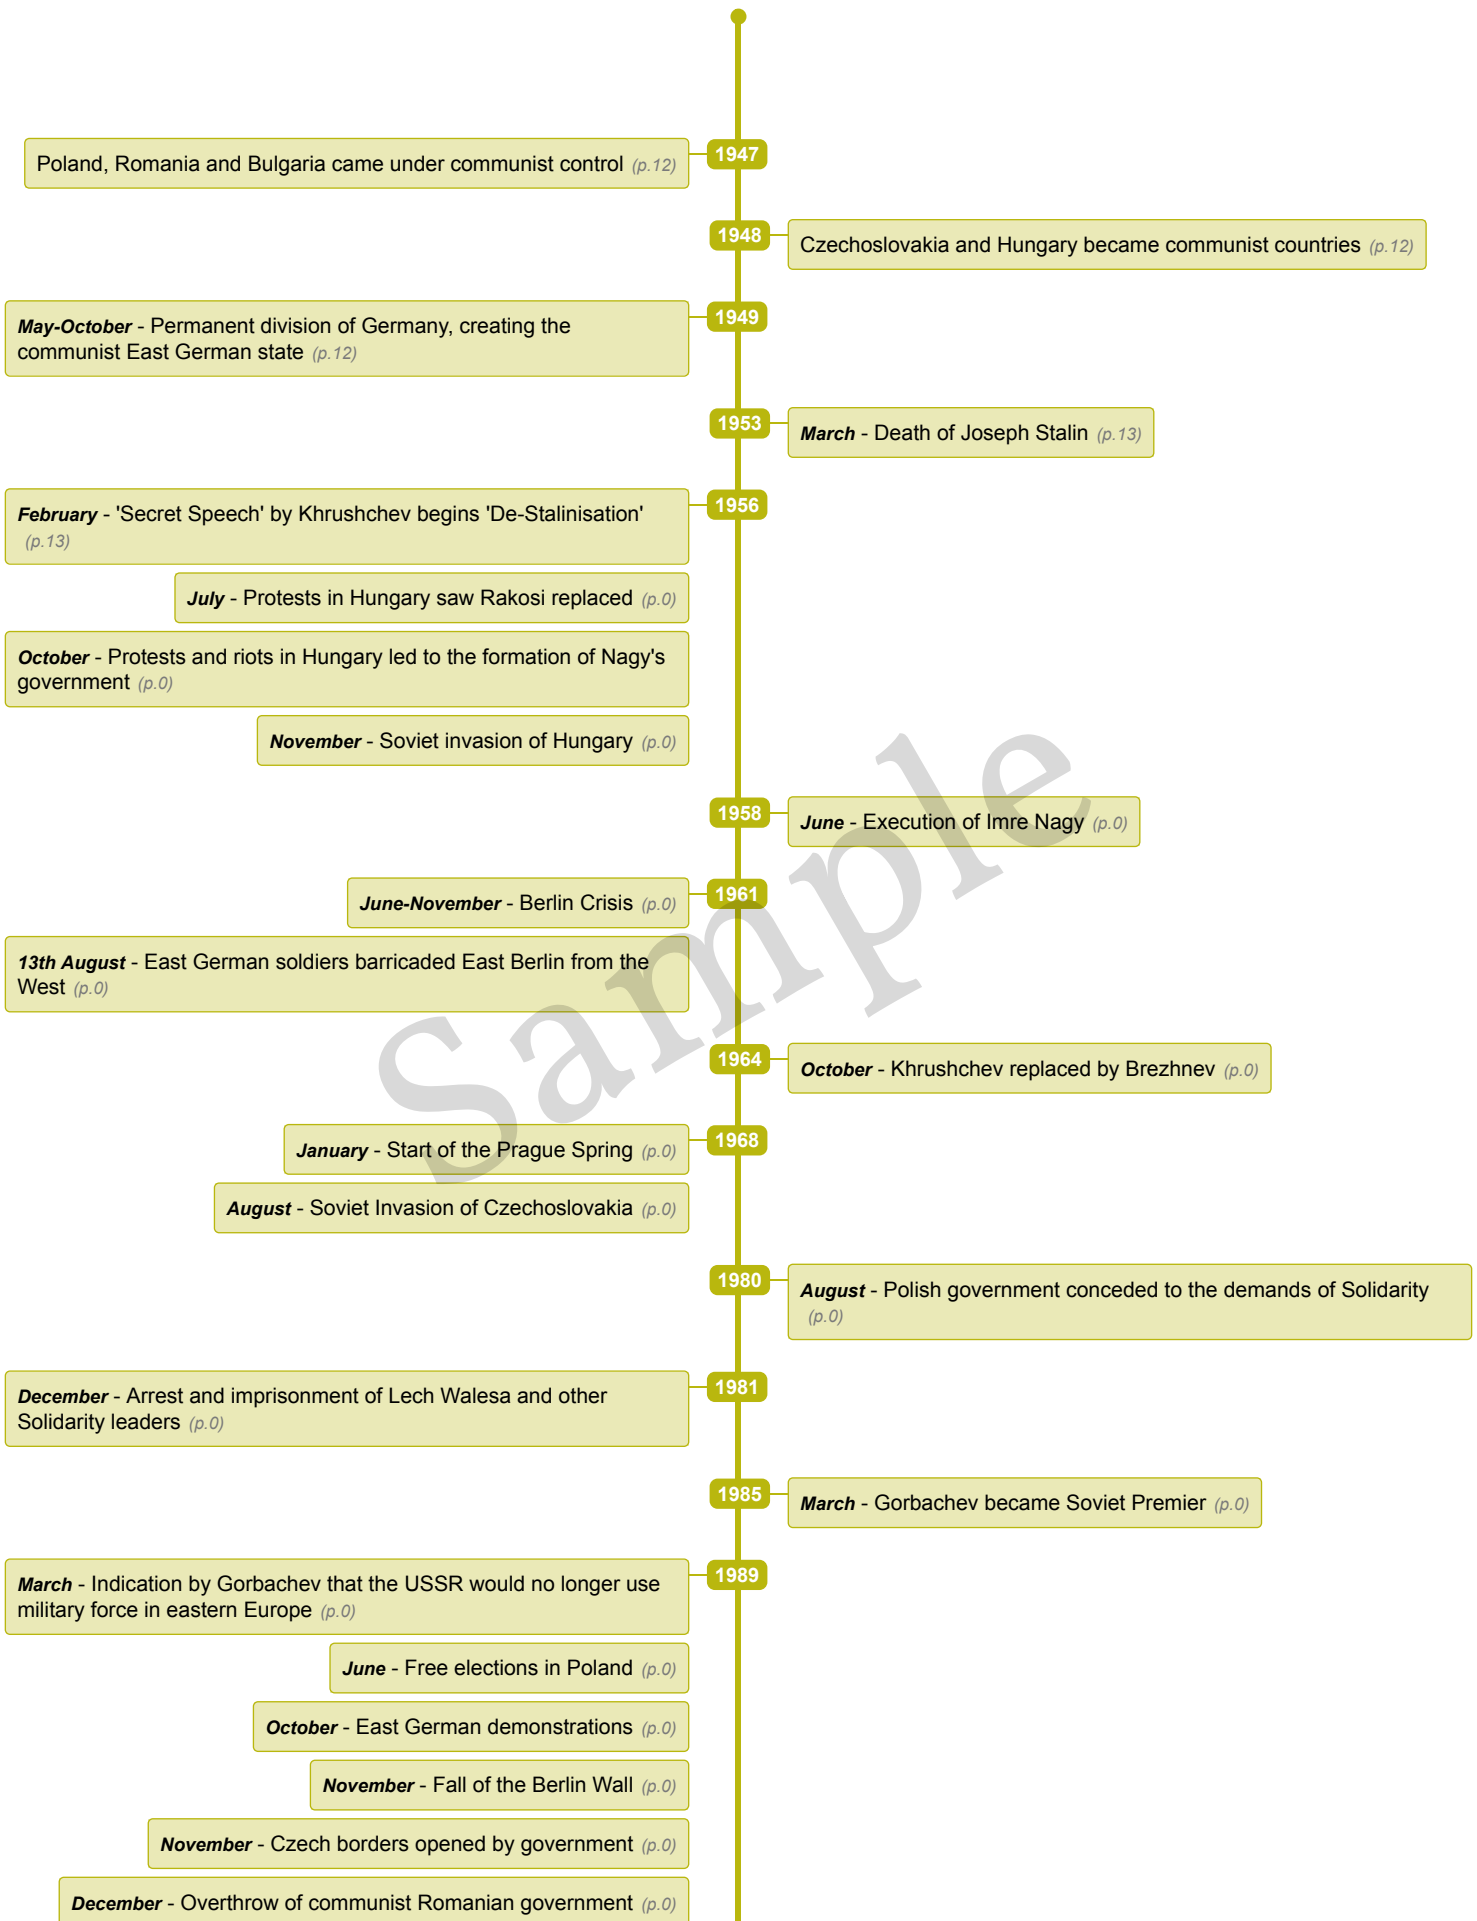 1947
Poland, Romania and Bulgaria came under communist control (p.12)
1948
Czechoslovakia and Hungary became communist countries (p.12)
1949
May-October - Permanent division of Germany, creating the
communist East German state (p.12)
1953
March - Death of Joseph Stalin (p.13)
1956
February - 'Secret Speech' by Khrushchev begins 'De-Stalinisation'
(p.13)
July - Protests in Hungary saw Rakosi replaced (p.0)
October - Protests and riots in Hungary led to the formation of Nagy's
government (p.0)
November - Soviet invasion of Hungary (p.0)
1958
June - Execution of Imre Nagy (p.0)
1961
June-November - Berlin Crisis (p.0)
13th August - East German soldiers barricaded East Berlin from the
West (p.0)
1964
October - Khrushchev replaced by Brezhnev (p.0)
1968
January - Start of the Prague Spring (p.0)
August - Soviet Invasion of Czechoslovakia (p.0)
1980
August - Polish government conceded to the demands of Solidarity
(p.0)
1981
December - Arrest and imprisonment of Lech Walesa and other
Solidarity leaders (p.0)
1985
March - Gorbachev became Soviet Premier (p.0)
1989
March - Indication by Gorbachev that the USSR would no longer use
military force in eastern Europe (p.0)
June - Free elections in Poland (p.0)
October - East German demonstrations (p.0)
November - Fall of the Berlin Wall (p.0)
November - Czech borders opened by government (p.0)
December - Overthrow of communist Romanian government (p.0)
Sample